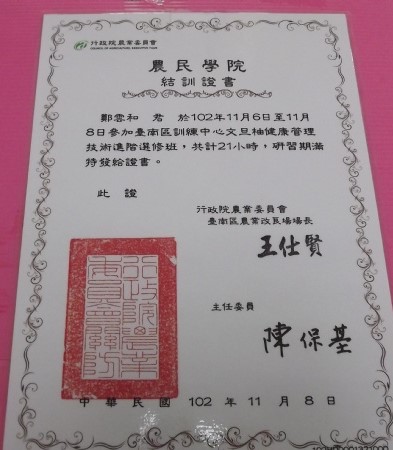 行政院農業委員會
COUNCIL OF AGRICULTURE, EXECUTIVE YUAN
農民學院
結訓證書
鄭雲和 君 於102年11月6日至11月
8日參加臺南區訓練中心文旦柚健康管理
技術進階選修班，共計21小時，研習期滿
特發給證書。
此 證
行政院農業委員會
臺南區農業改良場場長
王仕賢
主任委員
陳保基
中華民國 102 年 11 月 8 日